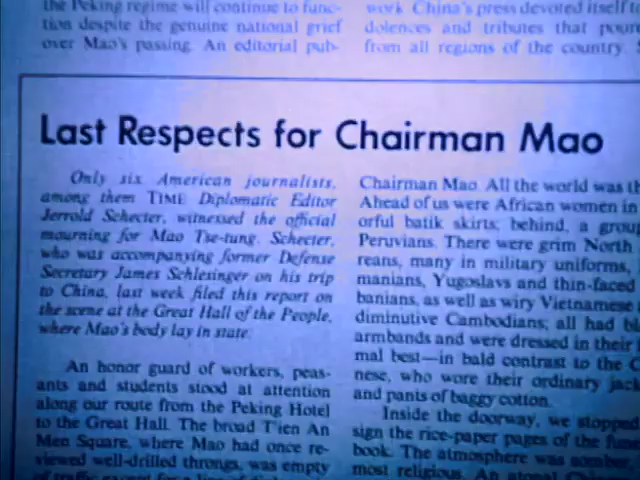 the Peking regime will continue to func-
tion despite the genuine national grief
over Mao's passing. An editorial pub-
work China's press devoted itself to
dolences and tributes that pour
from all regions of the country.
Last Respects for Chairman Mao
Only six American journalists,
among them TIME Diplomatic Editor
Jerrold Schecter, witnessed the official
mourning for Mao Tse-tung. Schecter,
who was accompanying former Defense
Secretary James Schlesinger on his trip
to China, last week filed this report on
the scene at the Great Hall of the People,
where Mao's body lay in state:
An honor guard of workers, peas-
ants and students stood at attention
along our route from the Peking Hotel
to the Great Hall. The broad T'ien An
Men Square, where Mao had once re-
viewed well-drilled throngs, was empty
of traffic except for a line of
Chairman Mao. All the world was th
Ahead of us were African women in
orful batik skirts; behind, a group
Peruvians. There were grim North
reans, many in military uniforms,
manians, Yugoslavs and thin-faced
banians, as well as wiry Vietnamese
diminutive Cambodians; all had bl
armbands and were dressed in their f
mal best—in bald contrast to the C
nese, who wore their ordinary jack
and pants of baggy cotton.
Inside the doorway, we stopped
sign the rice-paper pages of the fune
book. The atmosphere was somber,
most religious. An atonal